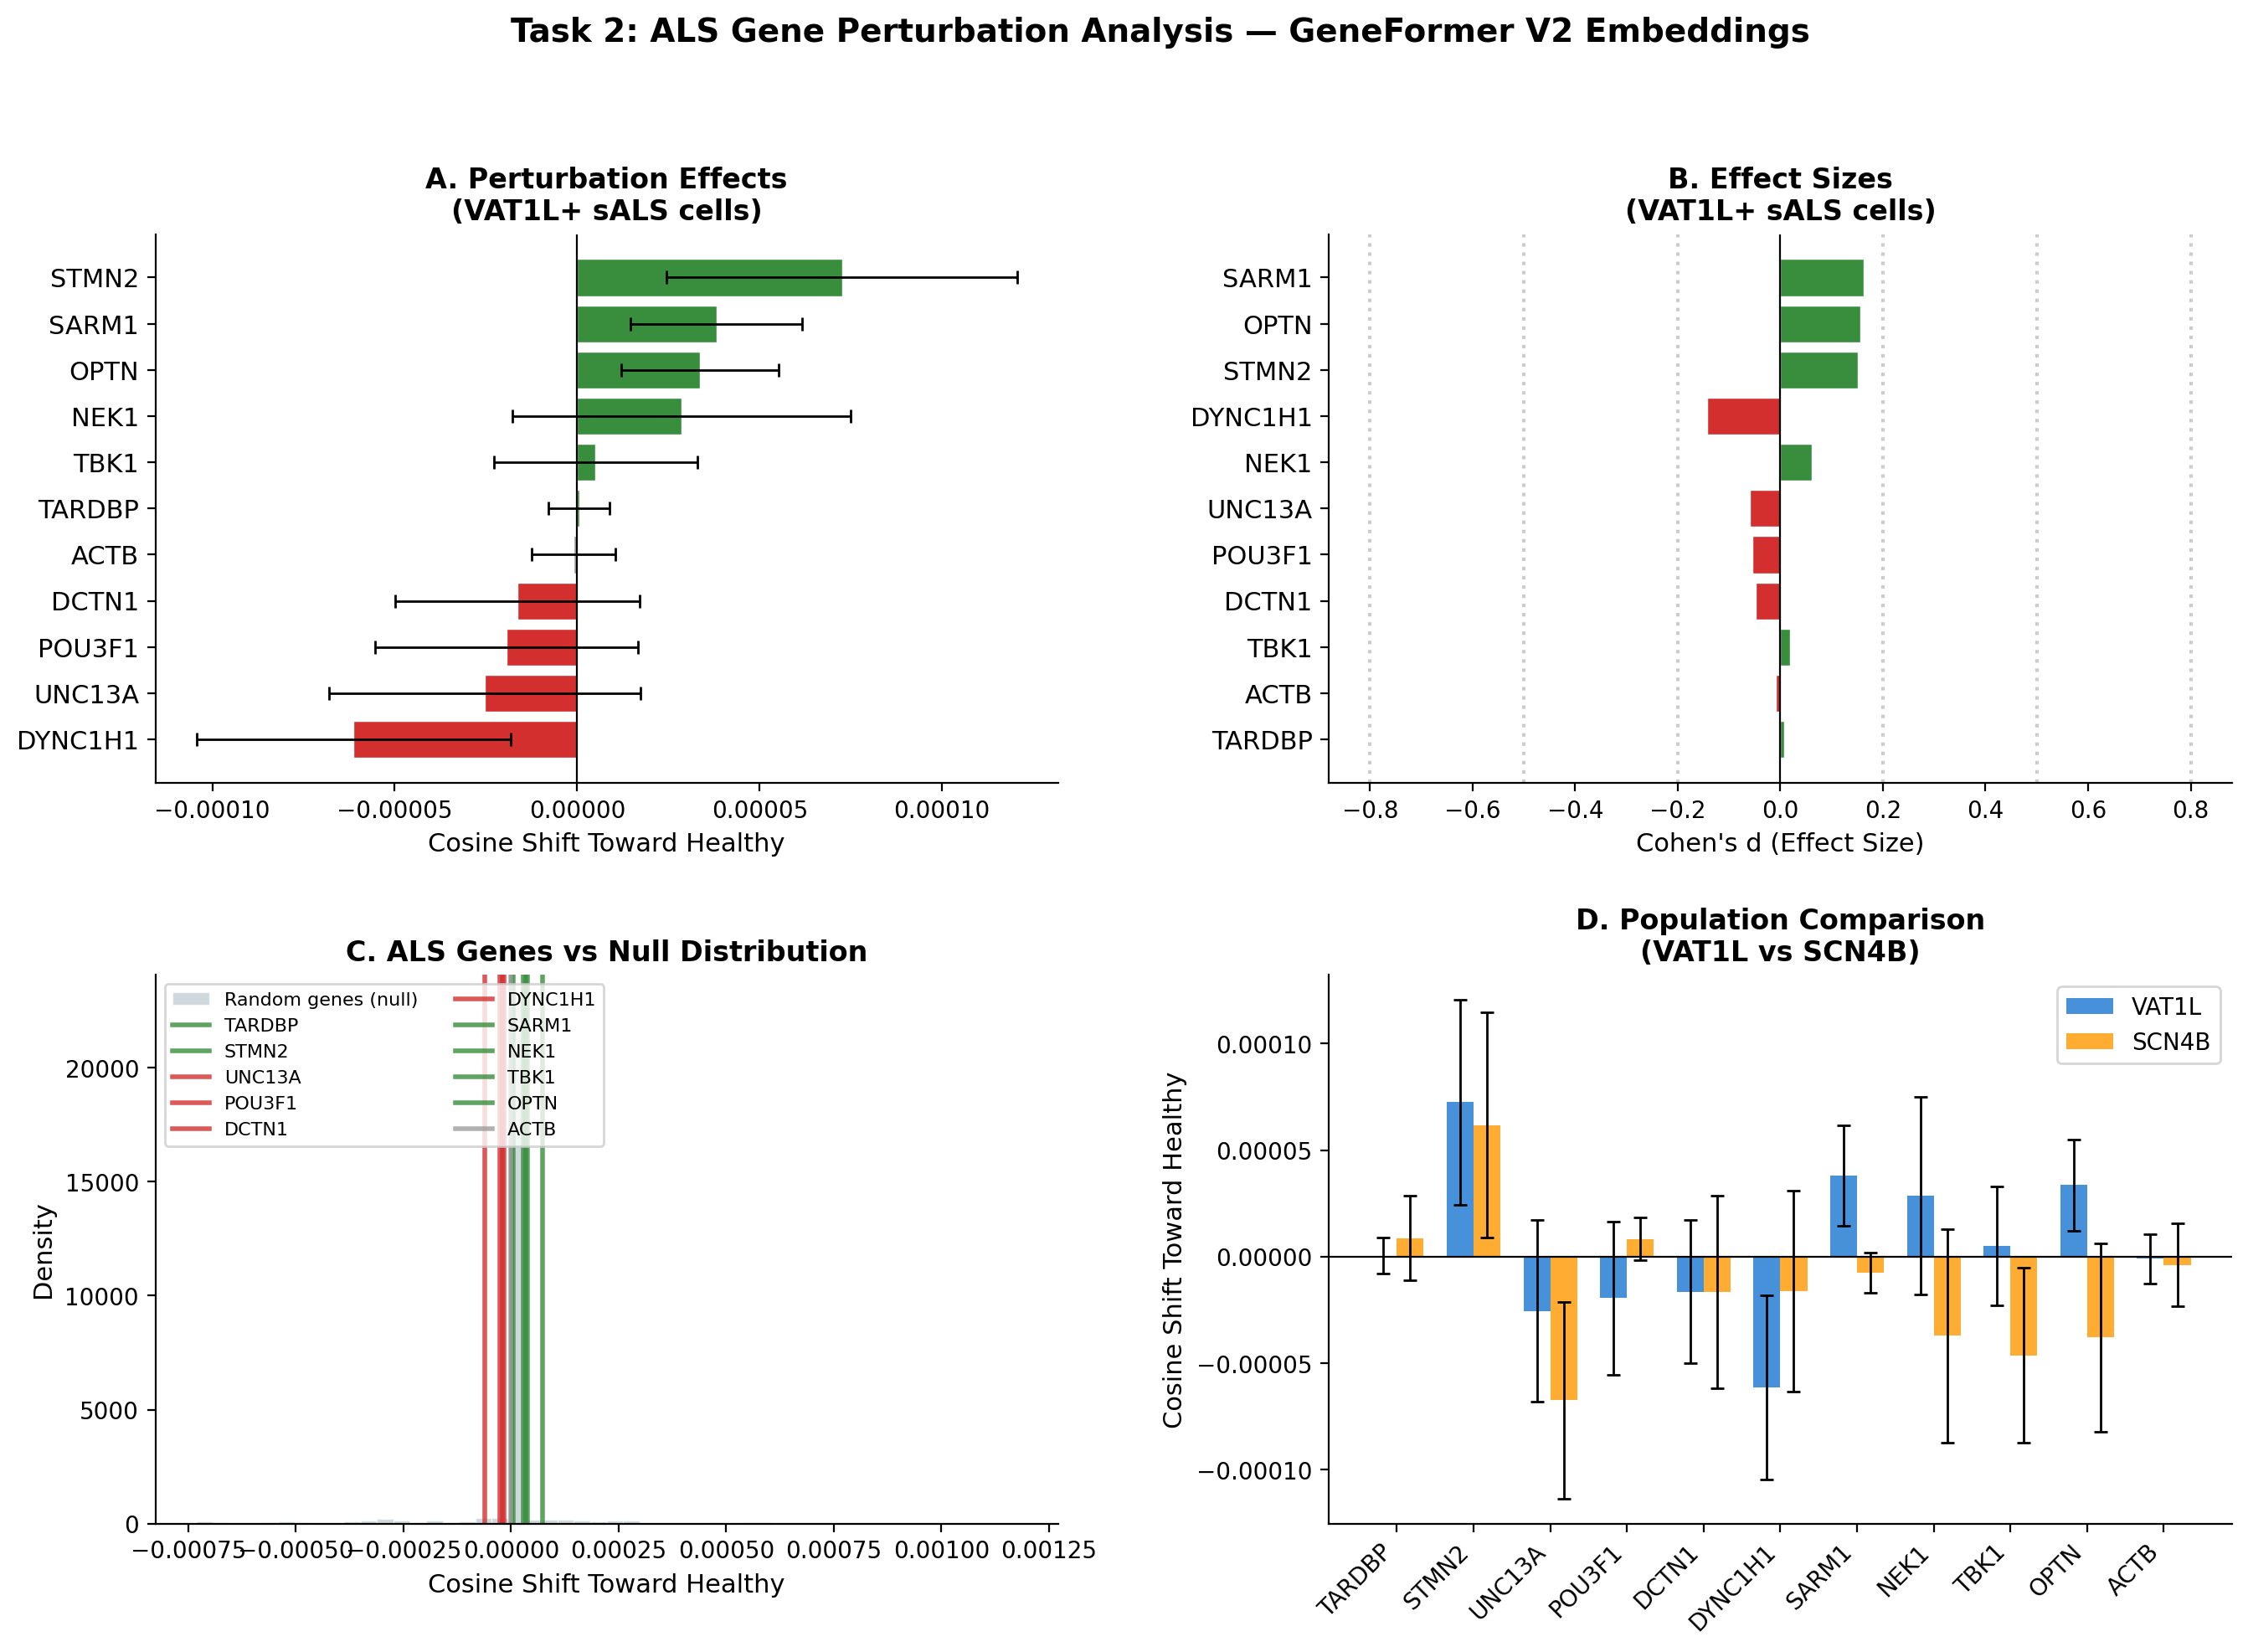 Task 2: ALS Gene Perturbation Analysis — GeneFormer V2 Embeddings
A. Perturbation Effects
(VAT1L+ sALS cells)
STMN2
SARM1
OPTN
NEK1
TBK1
TARDBP
ACTB
DCTN1
POU3F1
UNC13A
DYNC1H1
−0.00010
−0.00005
0.00000
0.00005
0.00010
Cosine Shift Toward Healthy
B. Effect Sizes
(VAT1L+ sALS cells)
SARM1
OPTN
STMN2
DYNC1H1
NEK1
UNC13A
POU3F1
DCTN1
TBK1
ACTB
TARDBP
−0.8
−0.6
−0.4
−0.2
0.0
0.2
0.4
0.6
0.8
Cohen's d (Effect Size)
C. ALS Genes vs Null Distribution
Random genes (null)
TARDBP
STMN2
UNC13A
POU3F1
DCTN1
DYNC1H1
SARM1
NEK1
TBK1
OPTN
ACTB
Density
20000
15000
10000
5000
0
−0.00075
−0.00050
−0.00025
0.00000
0.00025
0.00050
0.00075
0.00100
0.00125
Cosine Shift Toward Healthy
D. Population Comparison
(VAT1L vs SCN4B)
VAT1L
SCN4B
Cosine Shift Toward Healthy
0.00010
0.00005
0.00000
−0.00005
−0.00010
TARDBP
STMN2
UNC13A
POU3F1
DCTN1
DYNC1H1
SARM1
NEK1
TBK1
OPTN
ACTB